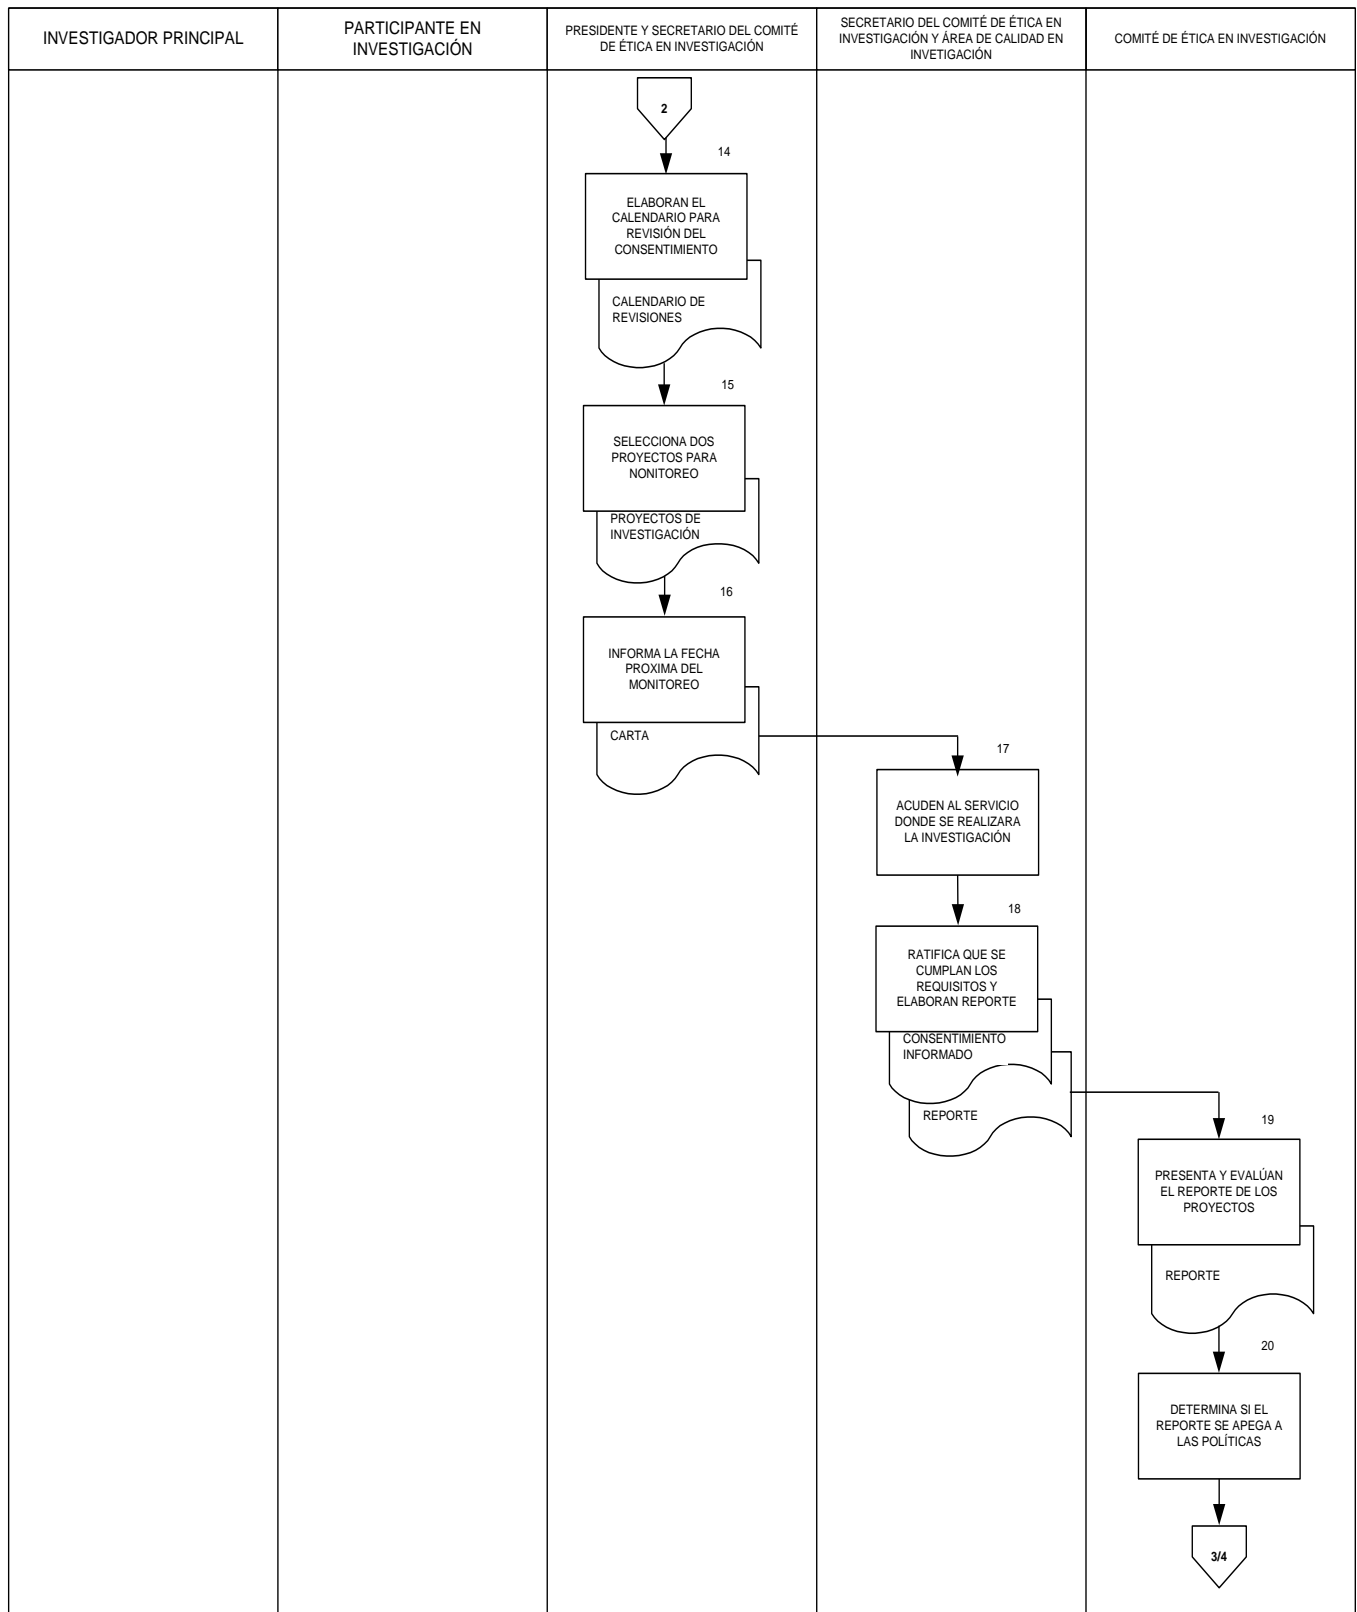 INVESTIGADOR PRINCIPAL
PARTICIPANTE EN
INVESTIGACIÓN
PRESIDENTE Y SECRETARIO DEL COMITÉ
DE ÉTICA EN INVESTIGACIÓN
SECRETARIO DEL COMITÉ DE ÉTICA EN
INVESTIGACIÓN Y ÁREA DE CALIDAD EN
INVETIGACIÓN
COMITÉ DE ÉTICA EN INVESTIGACIÓN
2
14
ELABORAN EL
CALENDARIO PARA
REVISIÓN DEL
CONSENTIMIENTO
CALENDARIO DE
REVISIONES
15
SELECCIONA DOS
PROYECTOS PARA
NONITOREO
PROYECTOS DE
INVESTIGACIÓN
16
INFORMA LA FECHA
PROXIMA DEL
MONITOREO
CARTA
17
ACUDEN AL SERVICIO
DONDE SE REALIZARA
LA INVESTIGACIÓN
18
RATIFICA QUE SE
CUMPLAN LOS
REQUISITOS Y
ELABORAN REPORTE
CONSENTIMIENTO
INFORMADO
REPORTE
19
PRESENTA Y EVALÚAN
EL REPORTE DE LOS
PROYECTOS
REPORTE
20
DETERMINA SI EL
REPORTE SE APEGA A
LAS POLÍTICAS
3/4